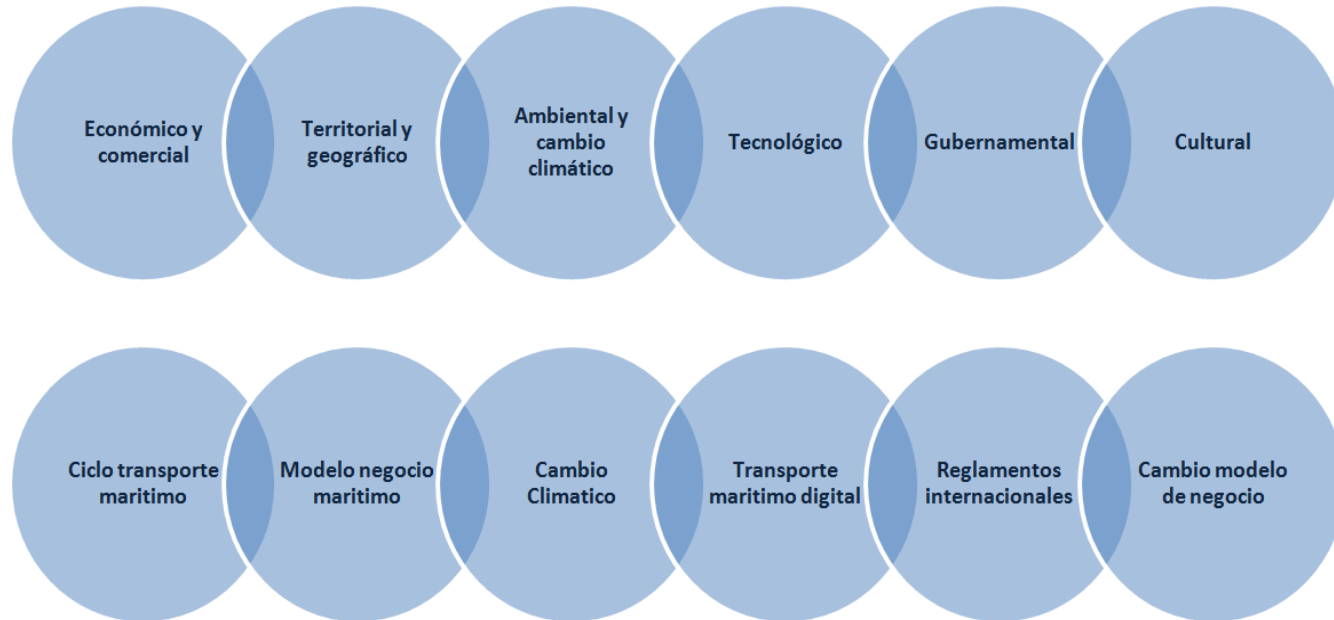 Económico y
comercial
Territorial y
geográfico
Ambiental y
cambio
climático
Tecnológico
Gubernamental
Cultural
Ciclo transporte
maritimo
Modelo negocio
maritimo
Cambio
Climatico
Transporte
maritimo digital
Reglamentos
internacionales
Cambio modelo
de negocio